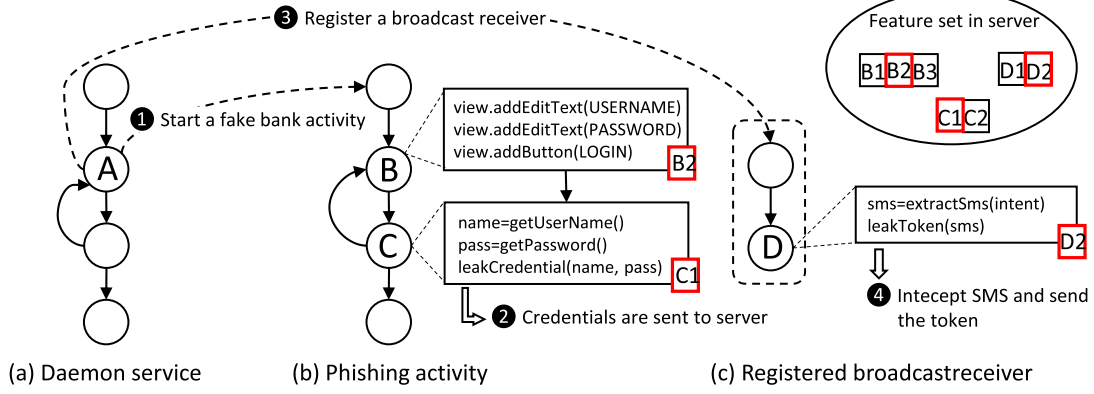 ❸ Register a broadcast receiver
Feature set in server
B1 B2 B3
D1 D2
C1 C2
❶ Start a fake bank activity
A
B
C
view.addEditText(USERNAME)
view.addEditText(PASSWORD)
view.addButton(LOGIN)
B2
name=getUserName()
pass=getPassword()
leakCredential(name, pass)
C1
❷ Credentials are sent to server
D
sms=extractSms(intent)
leakToken(sms)
D2
❹ Intecept SMS and send
the token
(a) Daemon service
(b) Phishing activity
(c) Registered broadcastreceiver